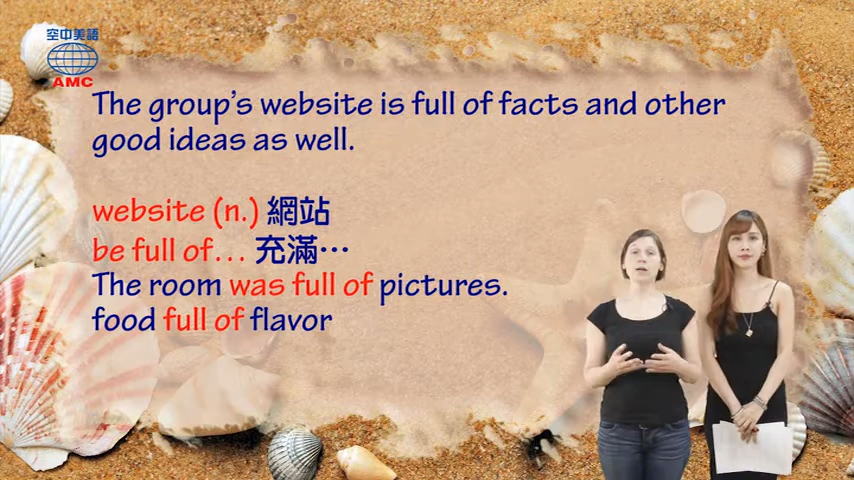 空中美語
AMC
The group's website is full of facts and other
good ideas as well.
website (n.) 網站
be full of… 充滿…
The room was full of pictures.
food full of flavor